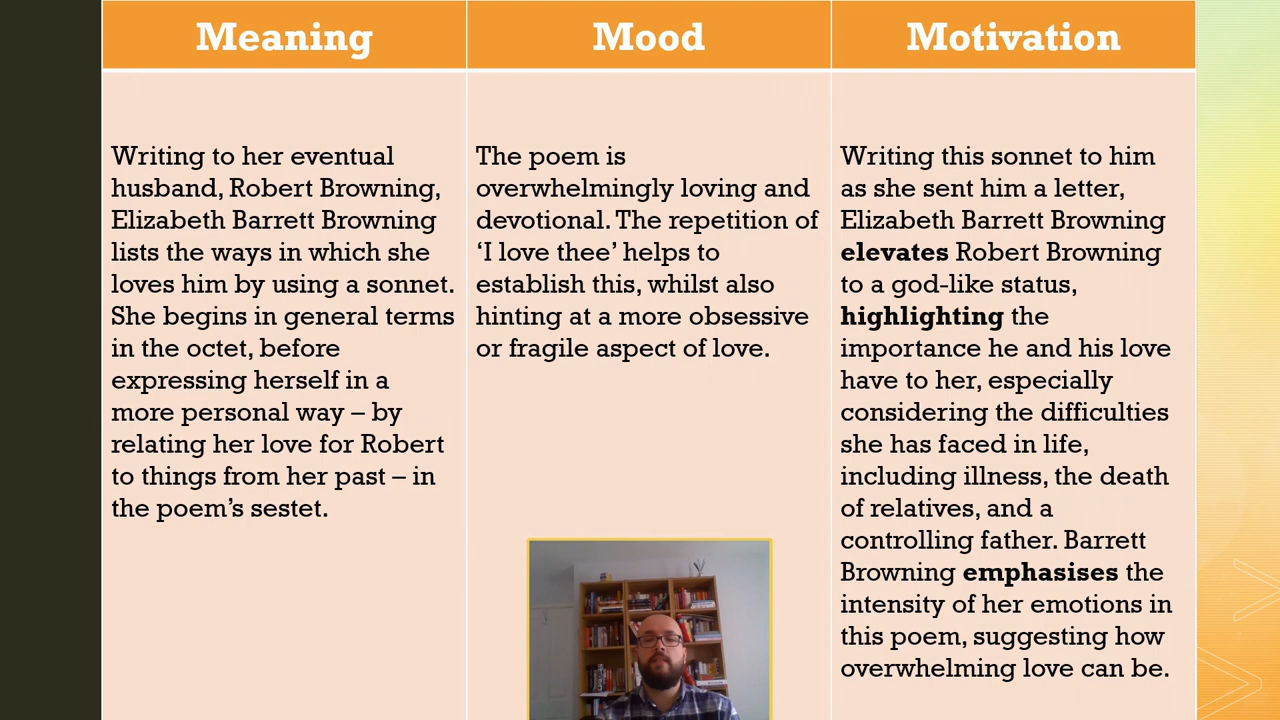 Meaning
Mood
Motivation
Writing to her eventual
husband, Robert Browning,
Elizabeth Barrett Browning
lists the ways in which she
loves him by using a sonnet.
She begins in general terms
in the octet, before
expressing herself in a
more personal way – by
relating her love for Robert
to things from her past – in
the poem’s sestet.
The poem is
overwhelmingly loving and
devotional. The repetition of
‘I love thee’ helps to
establish this, whilst also
hinting at a more obsessive
or fragile aspect of love.
Writing this sonnet to him
as she sent him a letter,
Elizabeth Barrett Browning
elevates Robert Browning
to a god-like status,
highlighting the
importance he and his love
have to her, especially
considering the difficulties
she has faced in life,
including illness, the death
of relatives, and a
controlling father. Barrett
Browning emphasises the
intensity of her emotions in
this poem, suggesting how
overwhelming love can be.